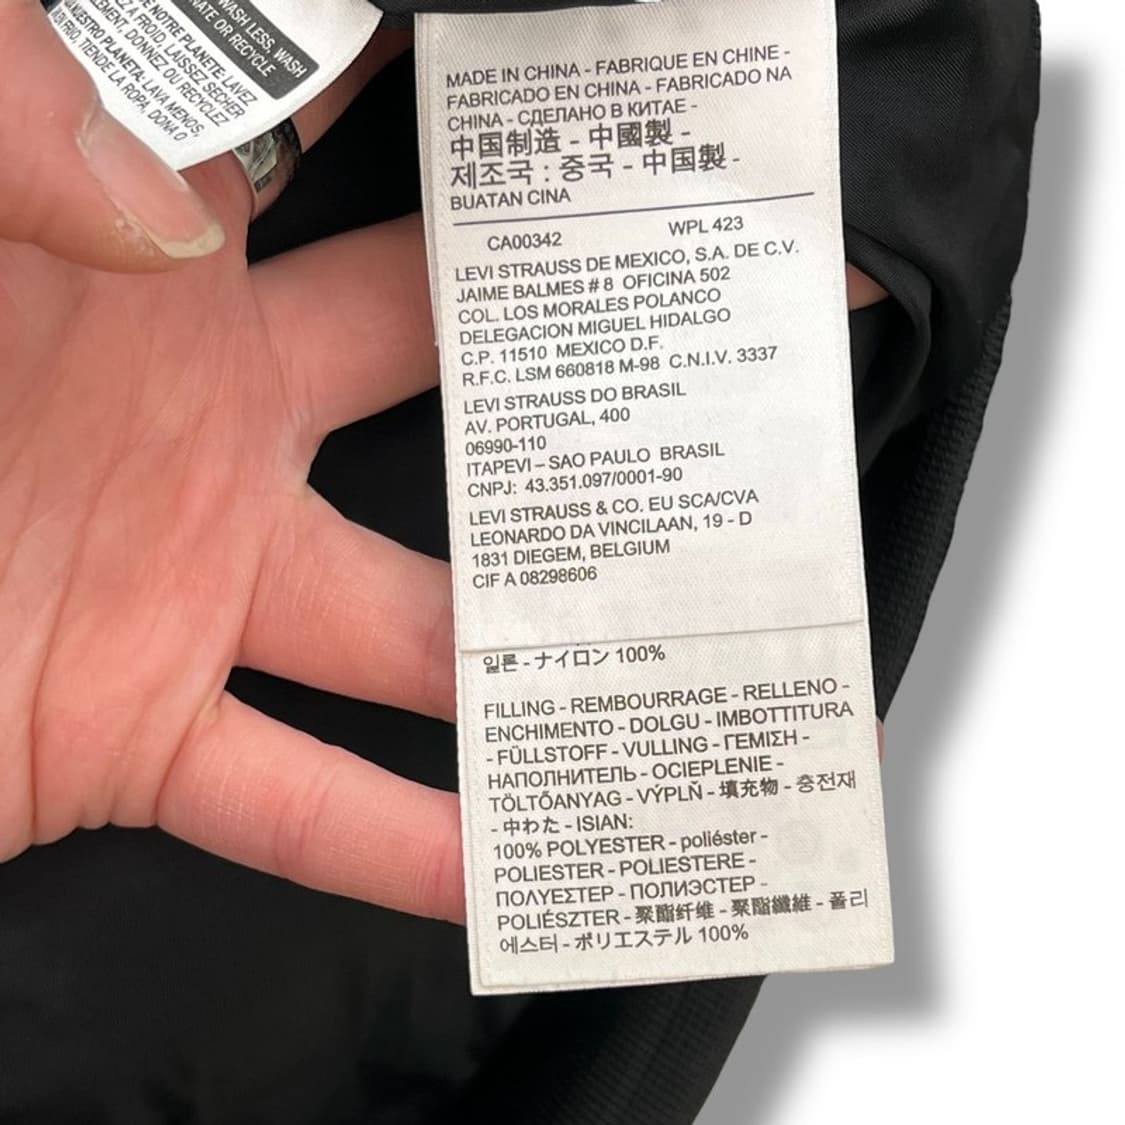 WASH LESS, WASH
NATE OR RECYCLE
NOTRE PLANÈTE: LAVEZ
A FROID, LAISSEZ SÉCHER
DONNEZ OU RECYCLEZ
NUESTRO PLANETA: LAVA MENOS,
EN FRIO, TIENDE LA ROPA, DONA O
MADE IN CHINA - FABRIQUE EN CHINE -
FABRICADO EN CHINA - FABRICADO NA
CHINA - СДЕЛАНО В КИТАЕ -
中国制造 - 中國製 -
제조국 : 중국 - 中国製 -
BUATAN CINA
CA00342 WPL 423
LEVI STRAUSS DE MEXICO, S.A. DE C.V.
JAIME BALMES # 8 OFICINA 502
COL. LOS MORALES POLANCO
DELEGACION MIGUEL HIDALGO
C.P. 11510 MEXICO D.F.
R.F.C. LSM 660818 M-98 C.N.I.V. 3337
LEVI STRAUSS DO BRASIL
AV. PORTUGAL, 400
06990-110
ITAPEVI – SAO PAULO BRASIL
CNPJ: 43.351.097/0001-90
LEVI STRAUSS & CO. EU SCA/CVA
LEONARDO DA VINCILAAN, 19 - D
1831 DIEGEM, BELGIUM
CIF A 08298606
일론 - ナイロン 100%
FILLING - REMBOURRAGE - RELLENO -
ENCHIMENTO - DOLGU - IMBOTTITURA
- FÜLLSTOFF - VULLING - ΓΕΜΙΣΗ -
НАПОЛНИТЕЛЬ - OCIEPLENIE -
TÖLTŐANYAG - VÝPLŇ - 填充物 - 충전재
- 中わた - ISIAN:
100% POLYESTER - poliéster -
POLIESTER - POLIESTERE -
ΠΟΛΥΕΣΤΕΡ - ПОЛИЭСТЕР -
POLIÉSZTER - 聚酯纤维 - 聚酯纖維 - 폴리
에스터 - ポリエステル 100%